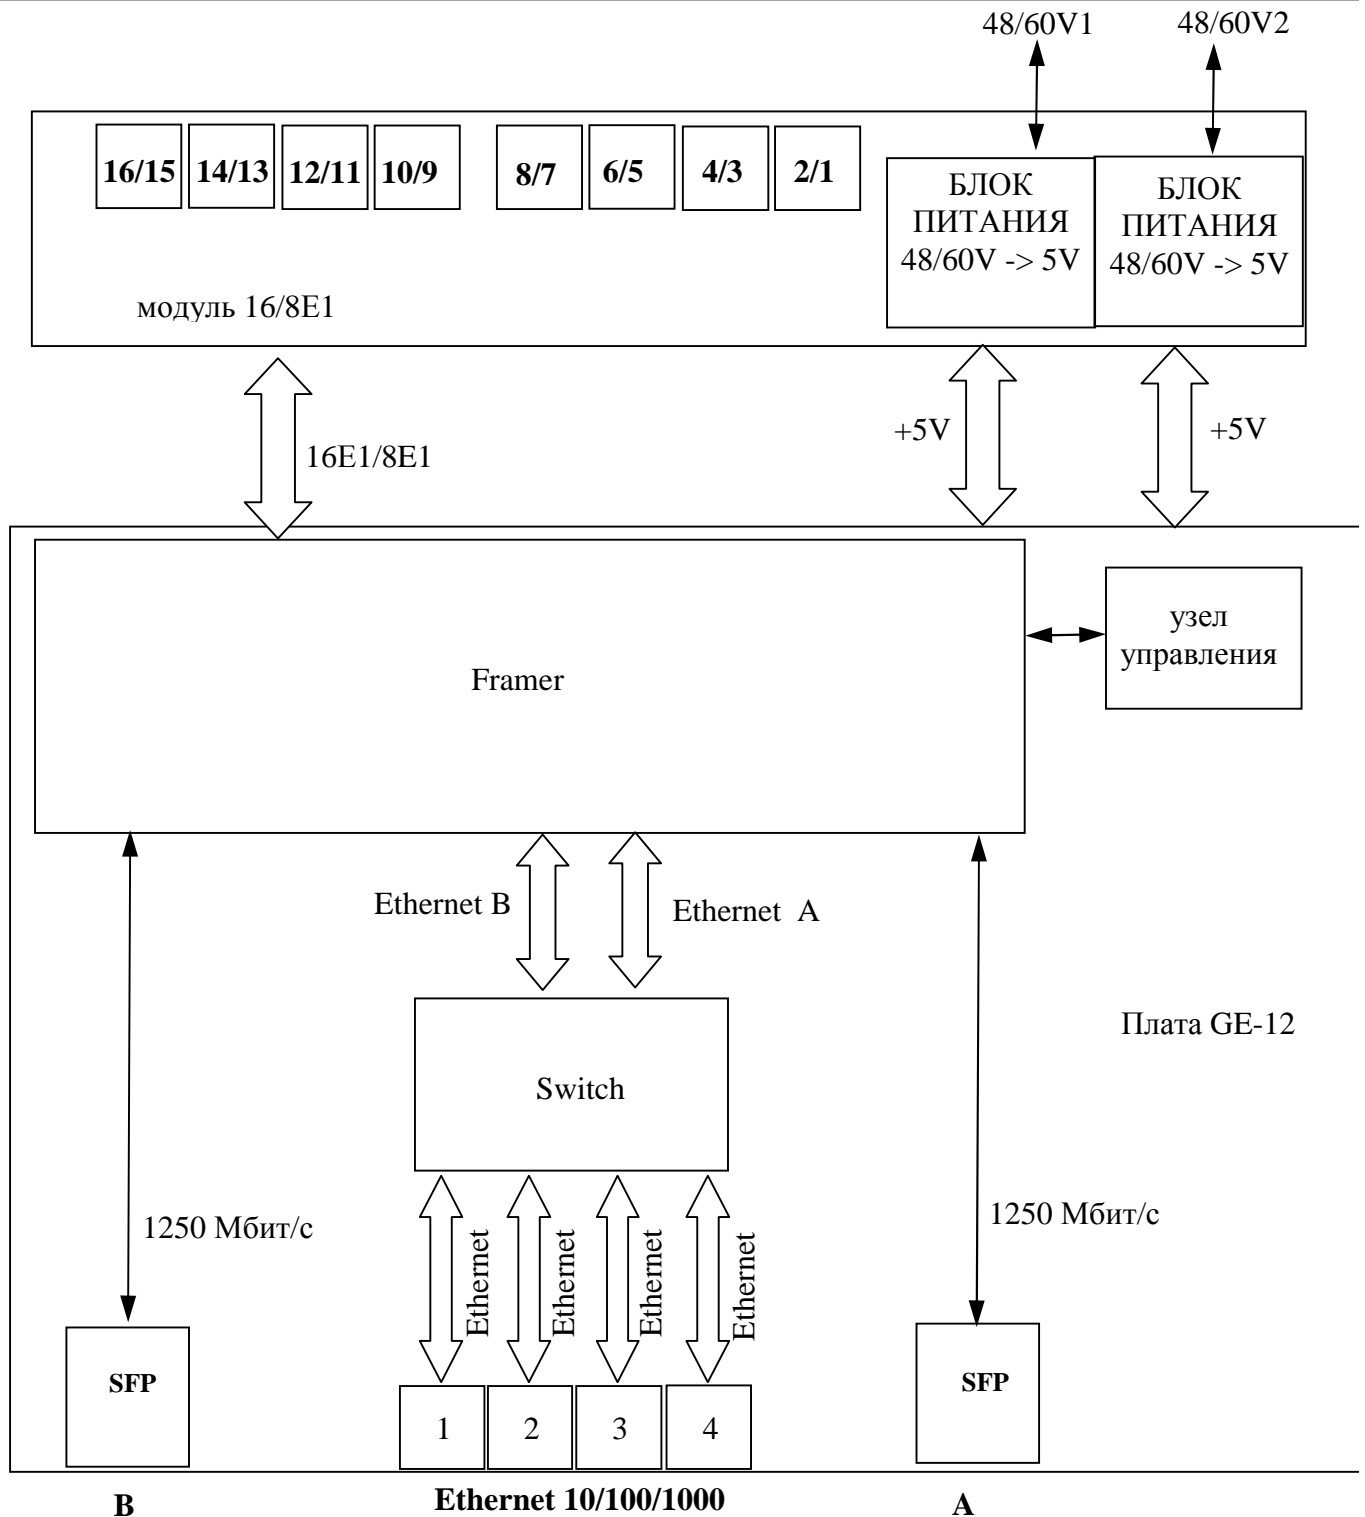 48/60V1
48/60V2
16/15
14/13
12/11
10/9
8/7
6/5
4/3
2/1
БЛОК
ПИТАНИЯ
48/60V -> 5V
БЛОК
ПИТАНИЯ
48/60V -> 5V
модуль 16/8E1
16E1/8E1
+5V
+5V
Framer
узел
управления
Ethernet B
Ethernet A
Плата GE-12
Switch
1250 Мбит/с
Ethernet
Ethernet
Ethernet
Ethernet
1250 Мбит/с
SFP
1
2
3
4
SFP
B
Ethernet 10/100/1000
A